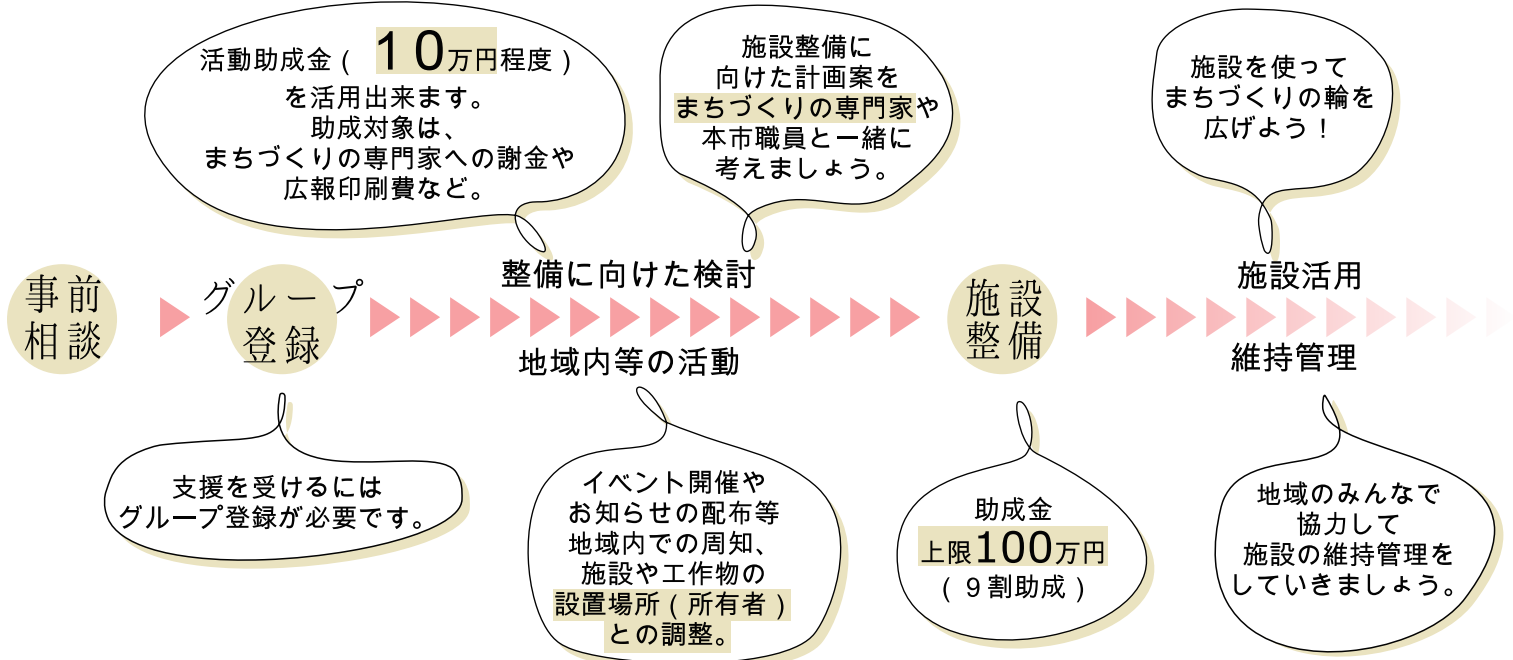 活動助成金(　１０万円程度)
を活用出来ます。
助成対象は、
まちづくりの専門家への謝金や
広報印刷費など。
施設整備に
向けた計画案を
まちづくりの専門家や
本市職員と一緒に
考えましょう。
施設を使って
まちづくりの輪を
広げよう！
事前
相談
グループ
登録
整備に向けた検討
地域内等の活動
施設
整備
施設活用
維持管理
支援を受けるには
グループ登録が必要です。
イベント開催や
お知らせの配布等
地域内での周知、
施設や工作物の
設置場所(所有者)
との調整。
助成金
上限100万円
(９割助成)
地域のみんなで
協力して
施設の維持管理を
していきましょう。